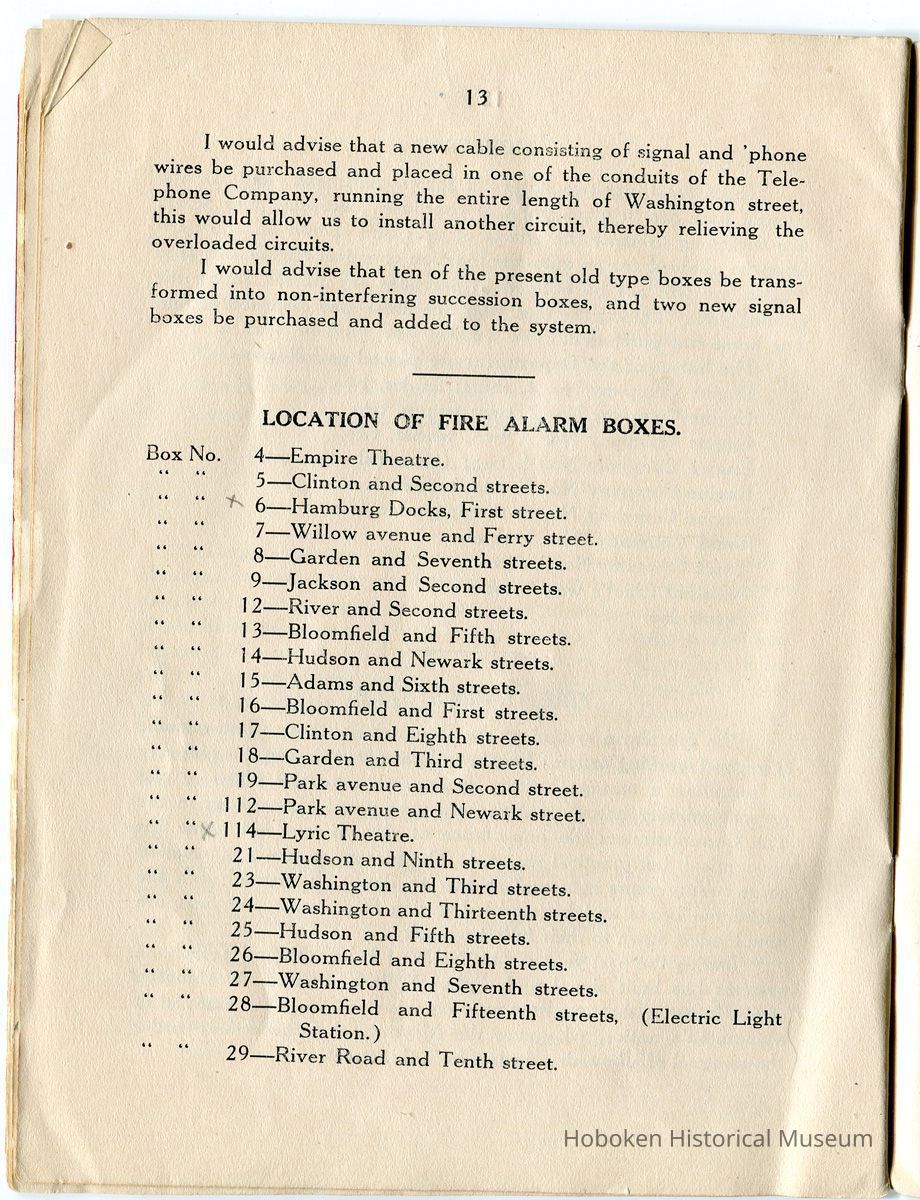 13
I would advise that a new cable consisting of signal and 'phone
wires be purchased and placed in one of the conduits of the Tele-
phone Company, running the entire length of Washington street,
this would allow us to install another circuit, thereby relieving the
overloaded circuits.
I would advise that ten of the present old type boxes be trans-
formed into non-interfering succession boxes, and two new signal
boxes be purchased and added to the system.
LOCATION OF FIRE ALARM BOXES.
Box No. 4—Empire Theatre.
“ “ 5—Clinton and Second streets.
“ “ x 6—Hamburg Docks, First street.
“ “ 7—Willow avenue and Ferry street.
“ “ 8—Garden and Seventh streets.
“ “ 9—Jackson and Second streets.
“ “ 12—River and Second streets.
“ “ 13—Bloomfield and Fifth streets.
“ “ 14—Hudson and Newark streets.
“ “ 15—Adams and Sixth streets.
“ “ 16—Bloomfield and First streets.
“ “ 17—Clinton and Eighth streets.
“ “ 18—Garden and Third streets.
“ “ 19—Park avenue and Second street.
“ “ 112—Park avenue and Newark street.
“ “ x 114—Lyric Theatre.
“ “ 21—Hudson and Ninth streets.
“ “ 23—Washington and Third streets.
“ “ 24—Washington and Thirteenth streets.
“ “ 25—Hudson and Fifth streets.
“ “ 26—Bloomfield and Eighth streets.
“ “ 27—Washington and Seventh streets.
“ “ 28—Bloomfield and Fifteenth streets, (Electric Light
Station.)
“ “ 29—River Road and Tenth street.
Hoboken Historical Museum